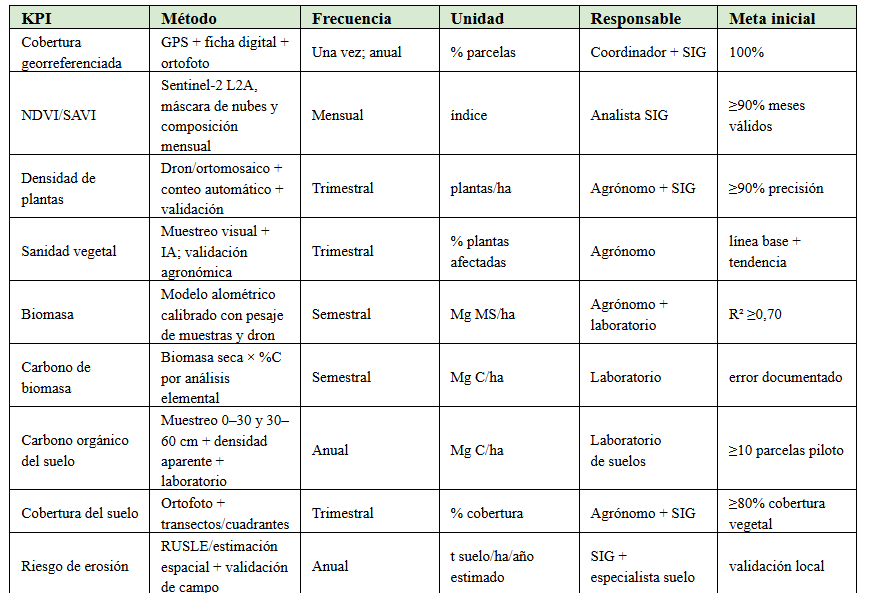 KPI Método Frecuencia Unidad Responsable Meta inicial
Cobertura
georreferenciada
GPS + ficha digital +
ortofoto
Una vez; anual
% parcelas
Coordinador + SIG
100%
NDVI/SAVI
Sentinel-2 L2A,
máscara de nubes y
composición
mensual
Mensual
índice
Analista SIG
≥90% meses
válidos
Densidad de
plantas
Dron/ortomosaico +
conteo automático +
validación
Trimestral
plantas/ha
Agrónomo + SIG
≥90% precisión
Sanidad vegetal
Muestreo visual +
IA; validación
agronómica
Trimestral
% plantas
afectadas
Agrónomo
línea base +
tendencia
Biomasa
Modelo alométrico
calibrado con pesaje
de muestras y dron
Semestral
Mg MS/ha
Agrónomo +
laboratorio
R² ≥0,70
Carbono de
biomasa
Biomasa seca × %C
por análisis
elemental
Semestral
Mg C/ha
Laboratorio
error documentado
Carbono orgánico
del suelo
Muestreo 0–30 y 30–
60 cm + densidad
aparente +
laboratorio
Anual
Mg C/ha
Laboratorio
de suelos
≥10 parcelas piloto
Cobertura del suelo
Ortofoto +
transectos/cuadrantes
Trimestral
% cobertura
Agrónomo + SIG
≥80% cobertura
vegetal
Riesgo de erosión
RUSLE/estimación
espacial + validación
de campo
Anual
t suelo/ha/año
estimado
SIG +
especialista suelo
validación local